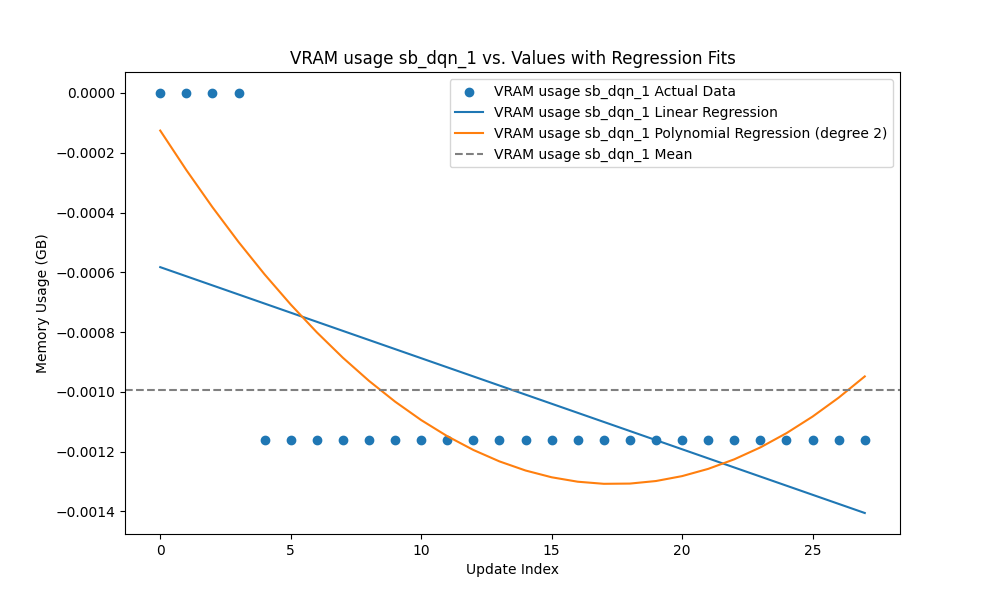 VRAM usage sb_dqn_1 vs. Values with Regression Fits
VRAM usage sb_dqn_1 Actual Data
VRAM usage sb_dqn_1 Linear Regression
VRAM usage sb_dqn_1 Polynomial Regression (degree 2)
VRAM usage sb_dqn_1 Mean
Memory Usage (GB)
0.0000
−0.0002
−0.0004
−0.0006
−0.0008
−0.0010
−0.0012
−0.0014
0 5 10 15 20 25
Update Index